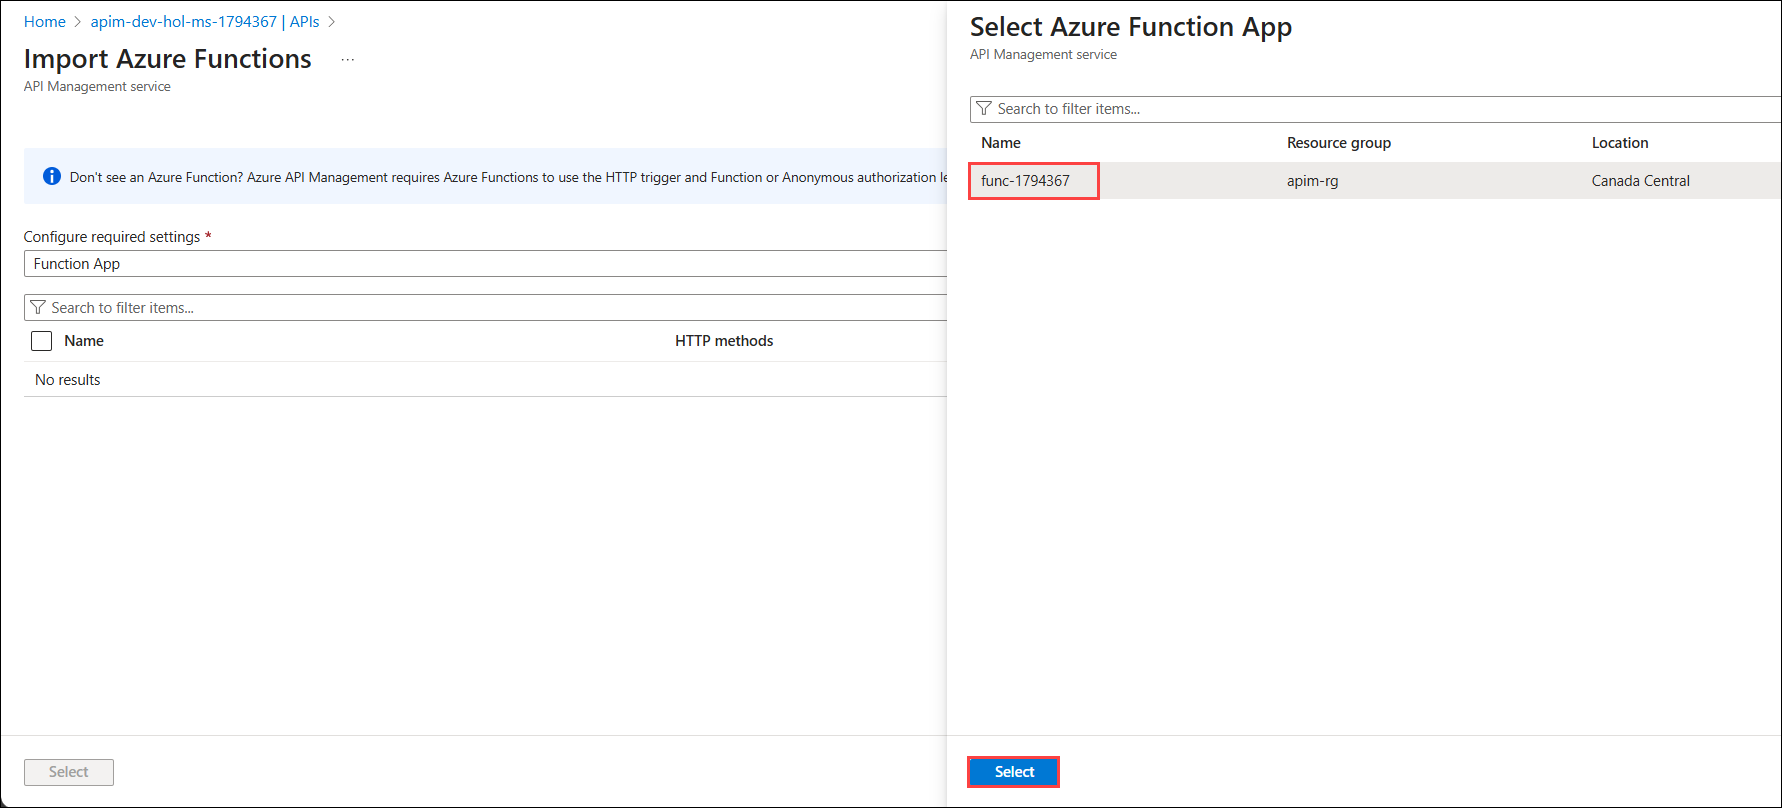 Home > apim-dev-hol-ms-1794367 | APIs >
Import Azure Functions ...
API Management service
Don't see an Azure Function? Azure API Management requires Azure Functions to use the HTTP trigger and Function or Anonymous authorization le
Configure required settings *
Function App
Search to filter items...
Name HTTP methods
No results
Select
Select Azure Function App
API Management service
Search to filter items...
Name Resource group Location
func-1794367 apim-rg Canada Central
Select